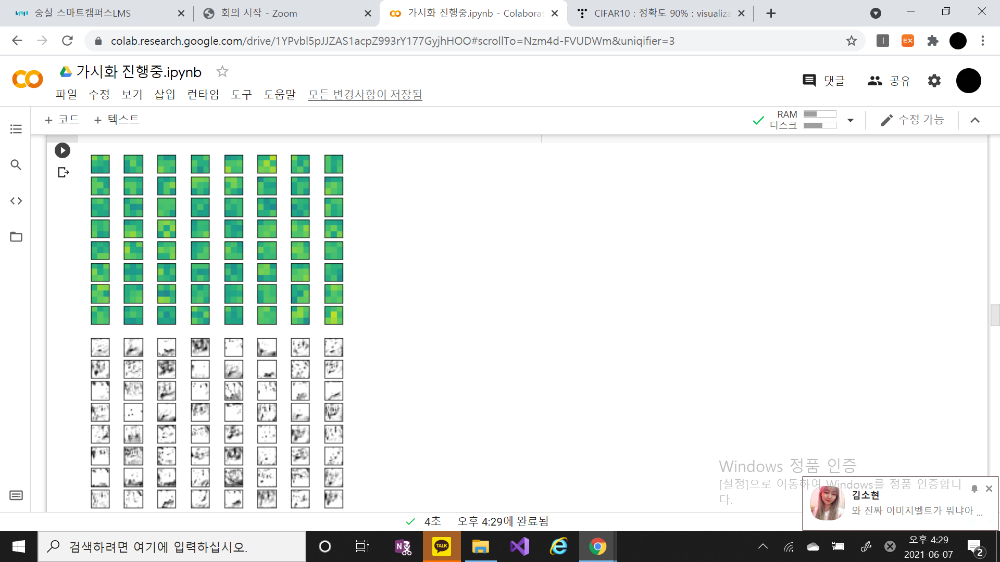 숭실 스마트캠퍼스LMS
회의 시작 - Zoom
가시화 진행중.ipynb - Colaborat
CIFAR10 : 정확도 90% : visualiza
colab.research.google.com/drive/1YPvbl5pJJZAS1acpZ993rY177GyjhHOO#scrollTo=Nzm4d-FVUDWm&uniqifier=3
EX
가시화 진행중.ipynb
댓글
공유
파일 수정 보기 삽입 런타임 도구 도움말 모든 변경사항이 저장됨
+ 코드 + 텍스트
RAM
디스크
수정 가능
Windows 정품 인증
[설정]으로 이동하여 Windows를 정품 인증합니
다.
김소현
와 진짜 이미지벨트가 뭐냐아 ...
4초 오후 4:29에 완료됨
검색하려면 여기에 입력하십시오.
N
TALK
오후 4:29
2021-06-07
2